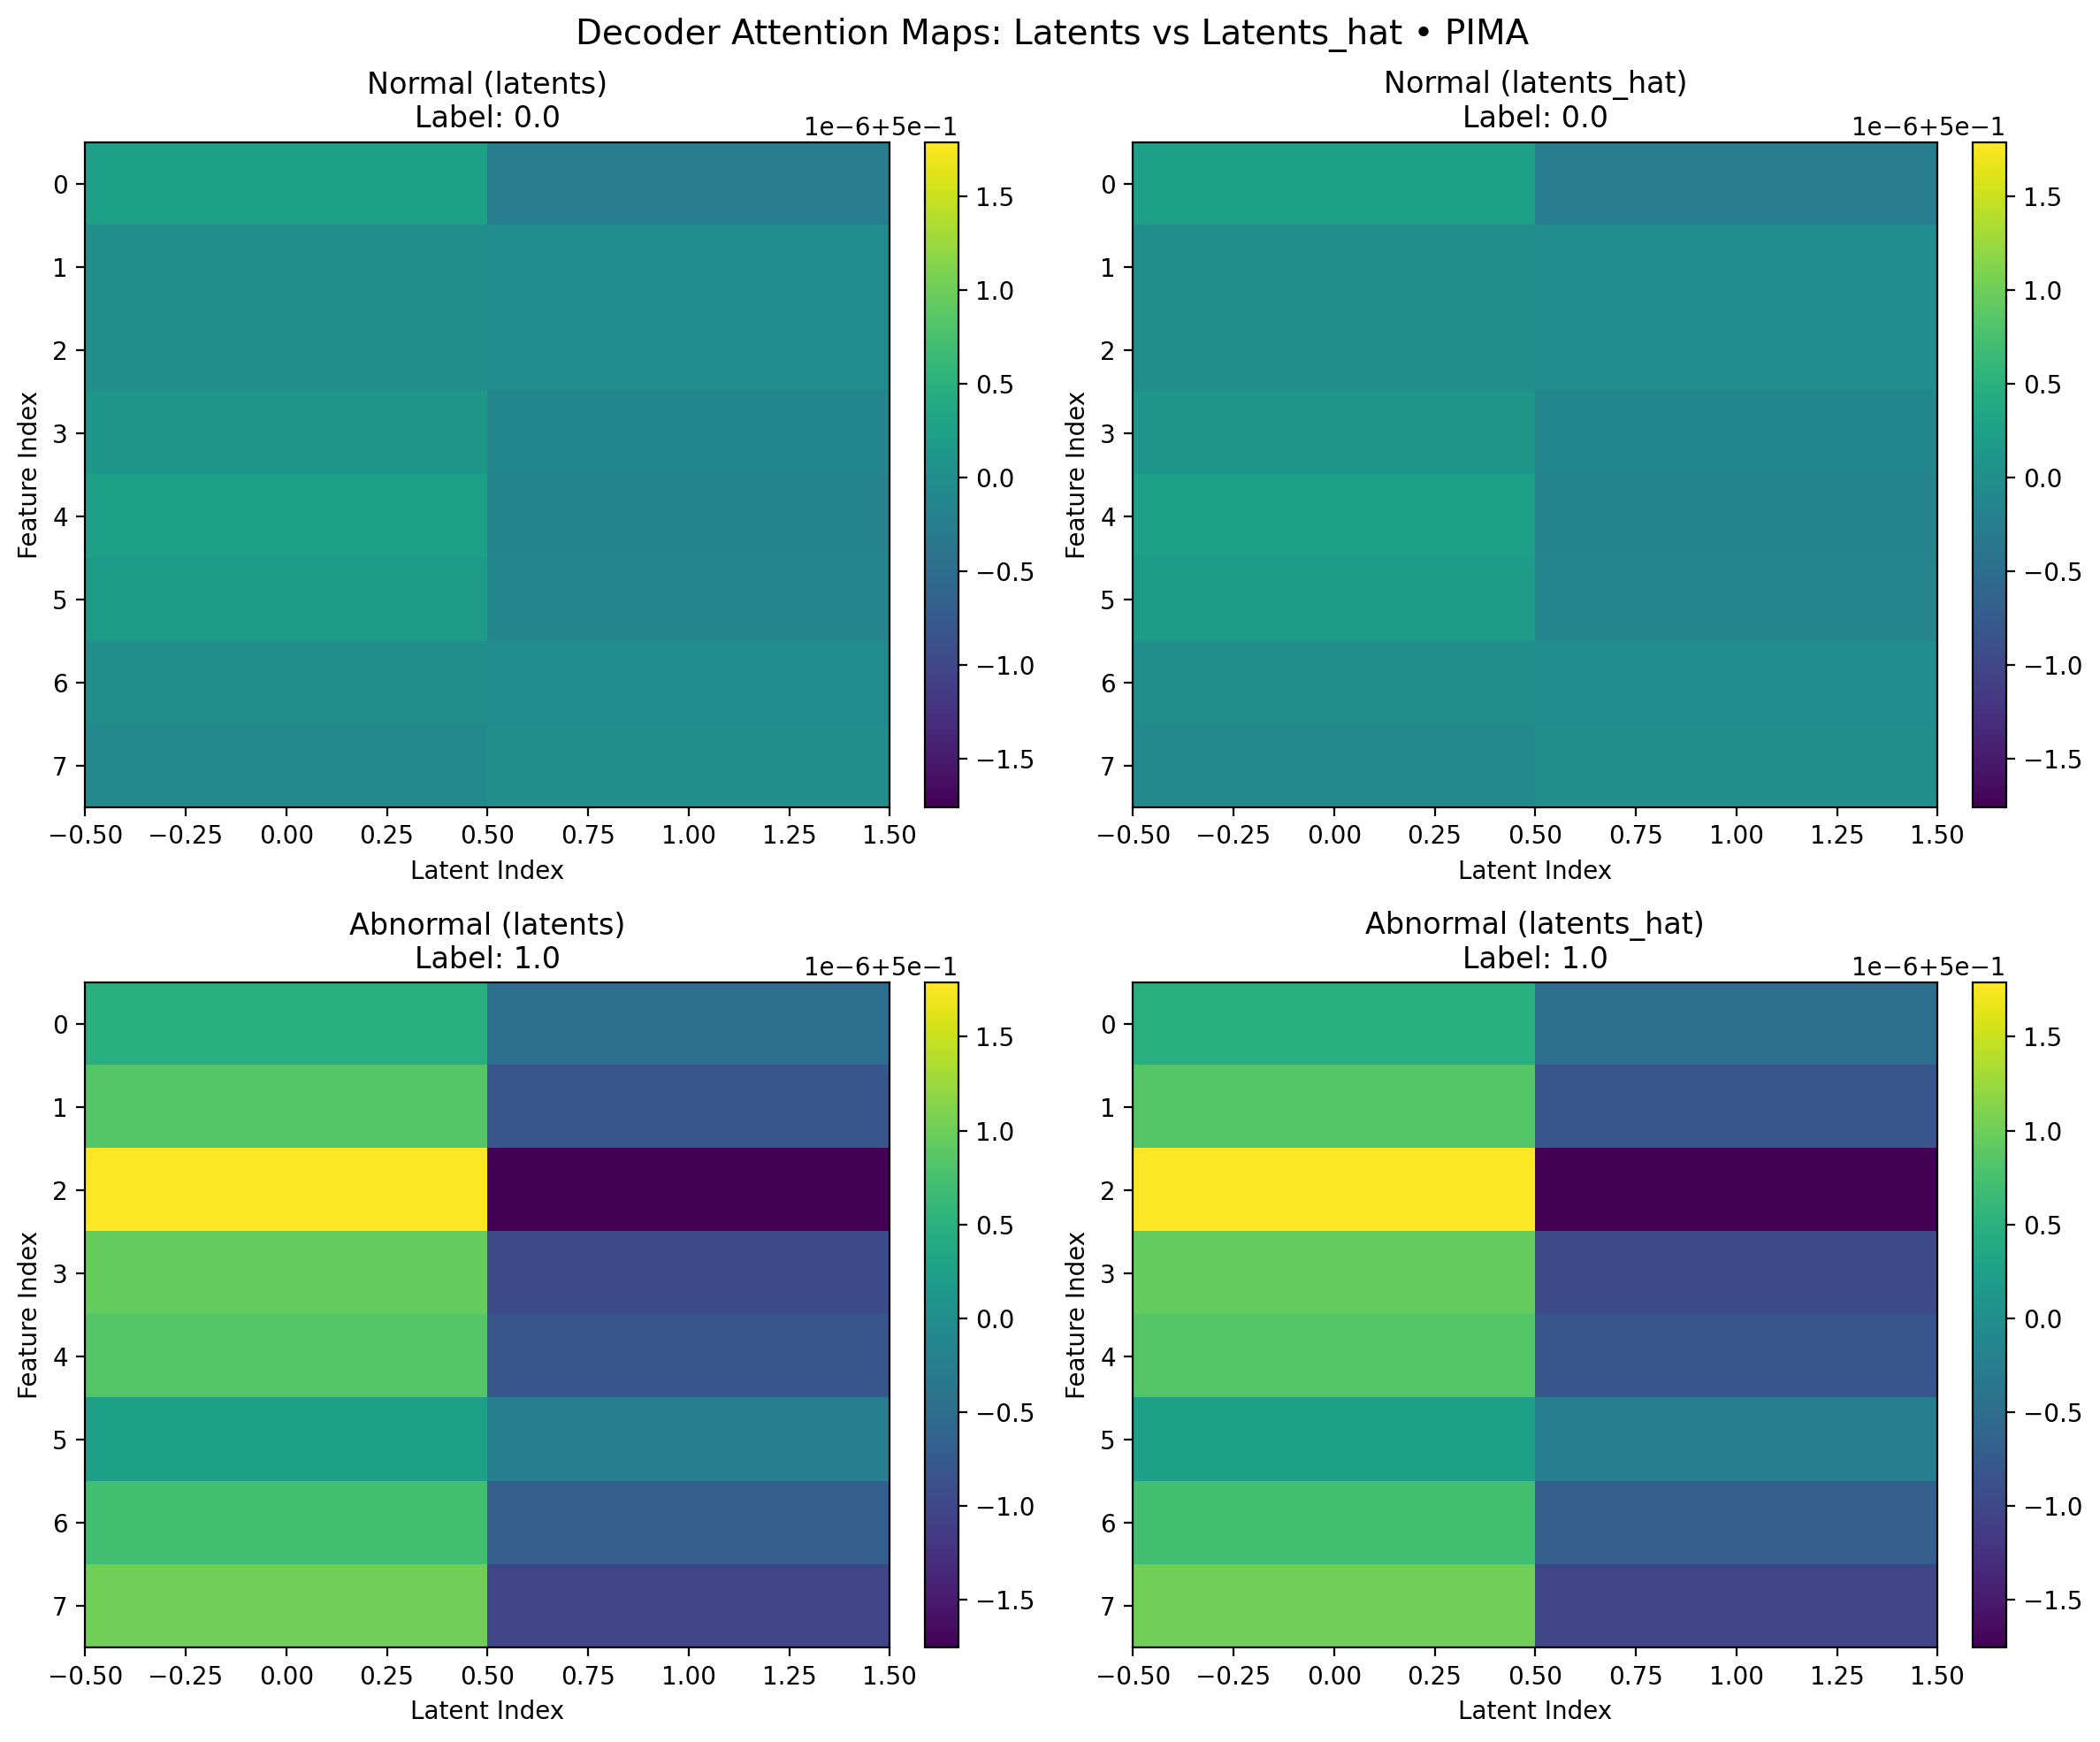 Decoder Attention Maps: Latents vs Latents_hat • PIMA
Normal (latents)
Label: 0.0
1e−6+5e−1
0
1
2
3
4
5
6
7
Feature Index
−0.50 −0.25 0.00 0.25 0.50 0.75 1.00 1.25 1.50
Latent Index
1.5
1.0
0.5
0.0
−0.5
−1.0
−1.5
Normal (latents_hat)
Label: 0.0
1e−6+5e−1
0
1
2
3
4
5
6
7
Feature Index
−0.50 −0.25 0.00 0.25 0.50 0.75 1.00 1.25 1.50
Latent Index
1.5
1.0
0.5
0.0
−0.5
−1.0
−1.5
Abnormal (latents)
Label: 1.0
1e−6+5e−1
0
1
2
3
4
5
6
7
Feature Index
−0.50 −0.25 0.00 0.25 0.50 0.75 1.00 1.25 1.50
Latent Index
1.5
1.0
0.5
0.0
−0.5
−1.0
−1.5
Abnormal (latents_hat)
Label: 1.0
1e−6+5e−1
0
1
2
3
4
5
6
7
Feature Index
−0.50 −0.25 0.00 0.25 0.50 0.75 1.00 1.25 1.50
Latent Index
1.5
1.0
0.5
0.0
−0.5
−1.0
−1.5